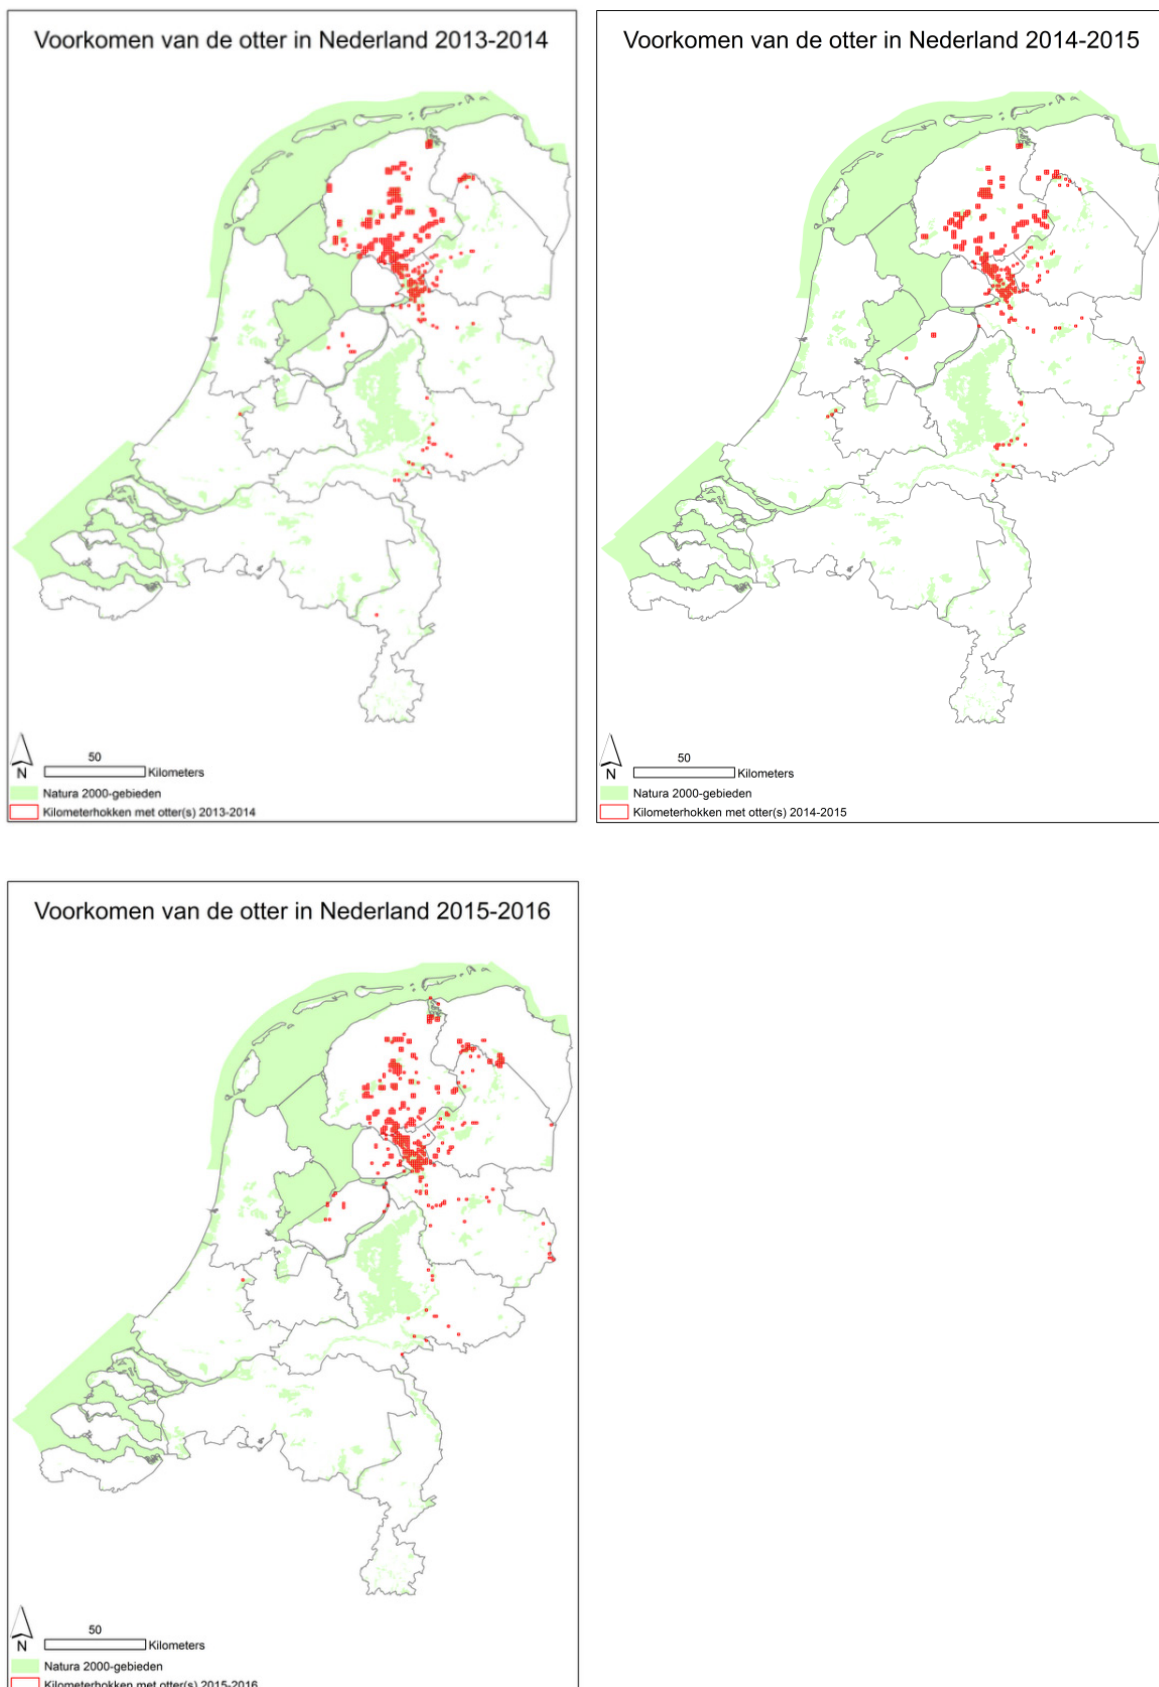 Voorkomen van de otter in Nederland 2013-2014
50
Kilometers
N
Natura 2000-gebieden
Kilometerhokken met otter(s) 2013-2014
Voorkomen van de otter in Nederland 2014-2015
50
Kilometers
N
Natura 2000-gebieden
Kilometerhokken met otter(s) 2014-2015
Voorkomen van de otter in Nederland 2015-2016
50
Kilometers
N
Natura 2000-gebieden
Kilometerhokken met otter(s) 2015-2016